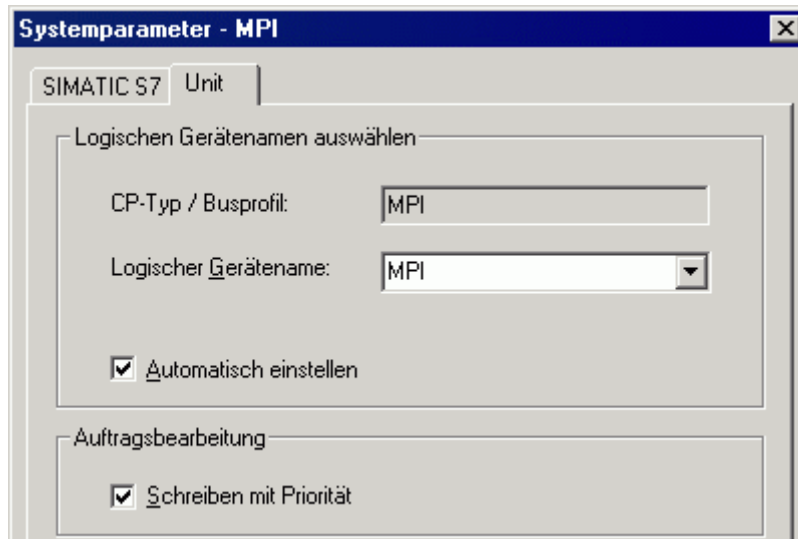 Systemparameter - MPI
SIMATIC S7 Unit
Logischen Gerätenamen auswählen
CP-Typ / Busprofil: MPI
Logischer Gerätename: MPI
Automatisch einstellen
Auftragsbearbeitung
Schreiben mit Priorität